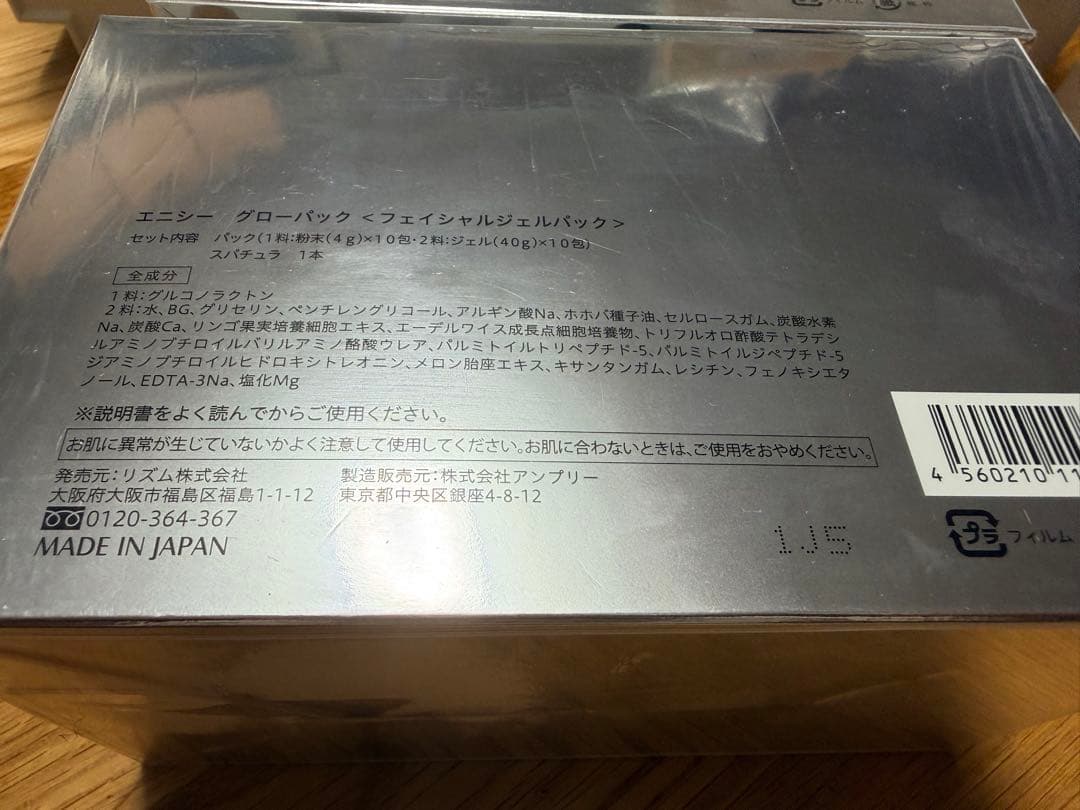 エニシー　グローパック＜フェイシャルジェルパック＞
セット内容　パック(1料:粉末(4g)×10包・2料:ジェル(40g)×10包)
スパチュラ　1本
全成分
1料:グルコノラクトン
2料:水、BG、グリセリン、ペンチレングリコール、アルギン酸Na、ホホバ種子油、セルロースガム、炭酸水素
Na、炭酸Ca、リンゴ果実培養細胞エキス、エーデルワイス成長点細胞培養物、トリフルオロ酢酸テトラデシ
ルアミノブチロイルバリルアミノ酪酸ウレア、パルミトイルトリペプチド-5、パルミトイルジペプチド-5
ジアミノブチロイルヒドロキシトレオニン、メロン胎座エキス、キサンタンガム、レシチン、フェノキシエタ
ノール、EDTA-3Na、塩化Mg
※説明書をよく読んでからご使用ください。
お肌に異常が生じていないかよく注意して使用してください。お肌に合わないときは、ご使用をおやめください。
発売元:リズム株式会社　製造販売元:株式会社アンプリー
大阪府大阪市福島区福島1-1-12　東京都中央区銀座4-8-12
0120-364-367
MADE IN JAPAN
1J5
4 560210 11
プラ フィルム